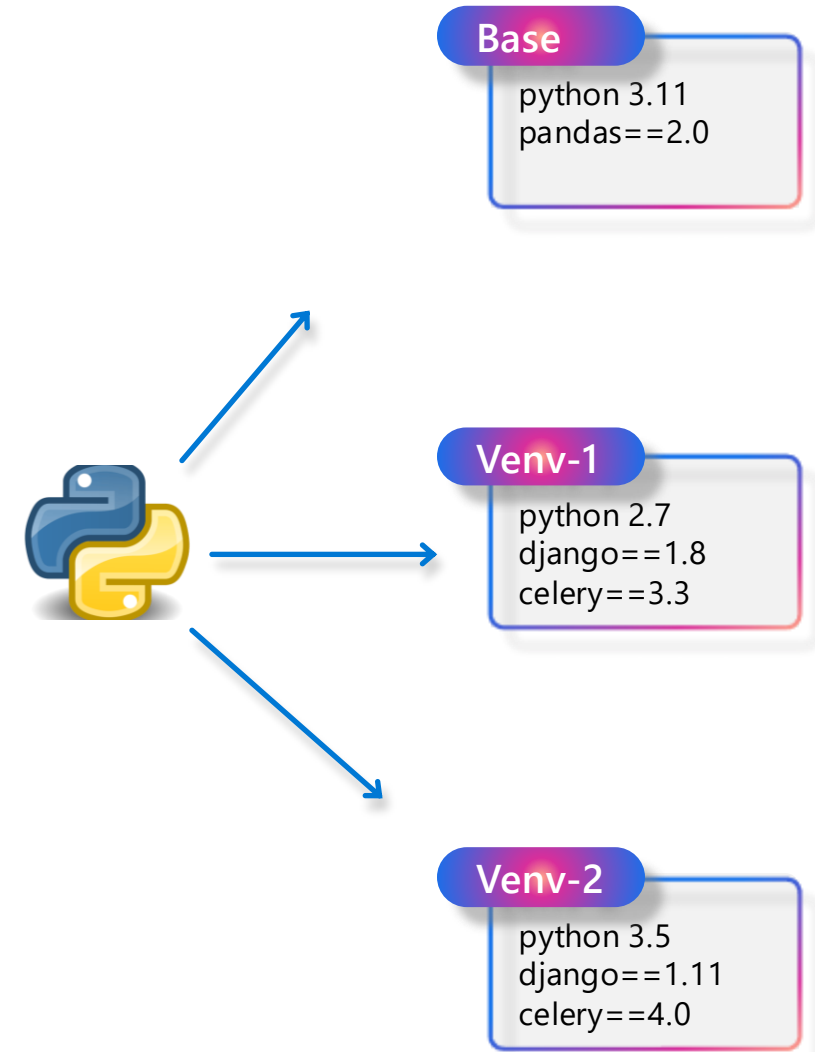 Base
python 3.11
pandas==2.0
Venv-1
python 2.7
django==1.8
celery==3.3
Venv-2
python 3.5
django==1.11
celery==4.0